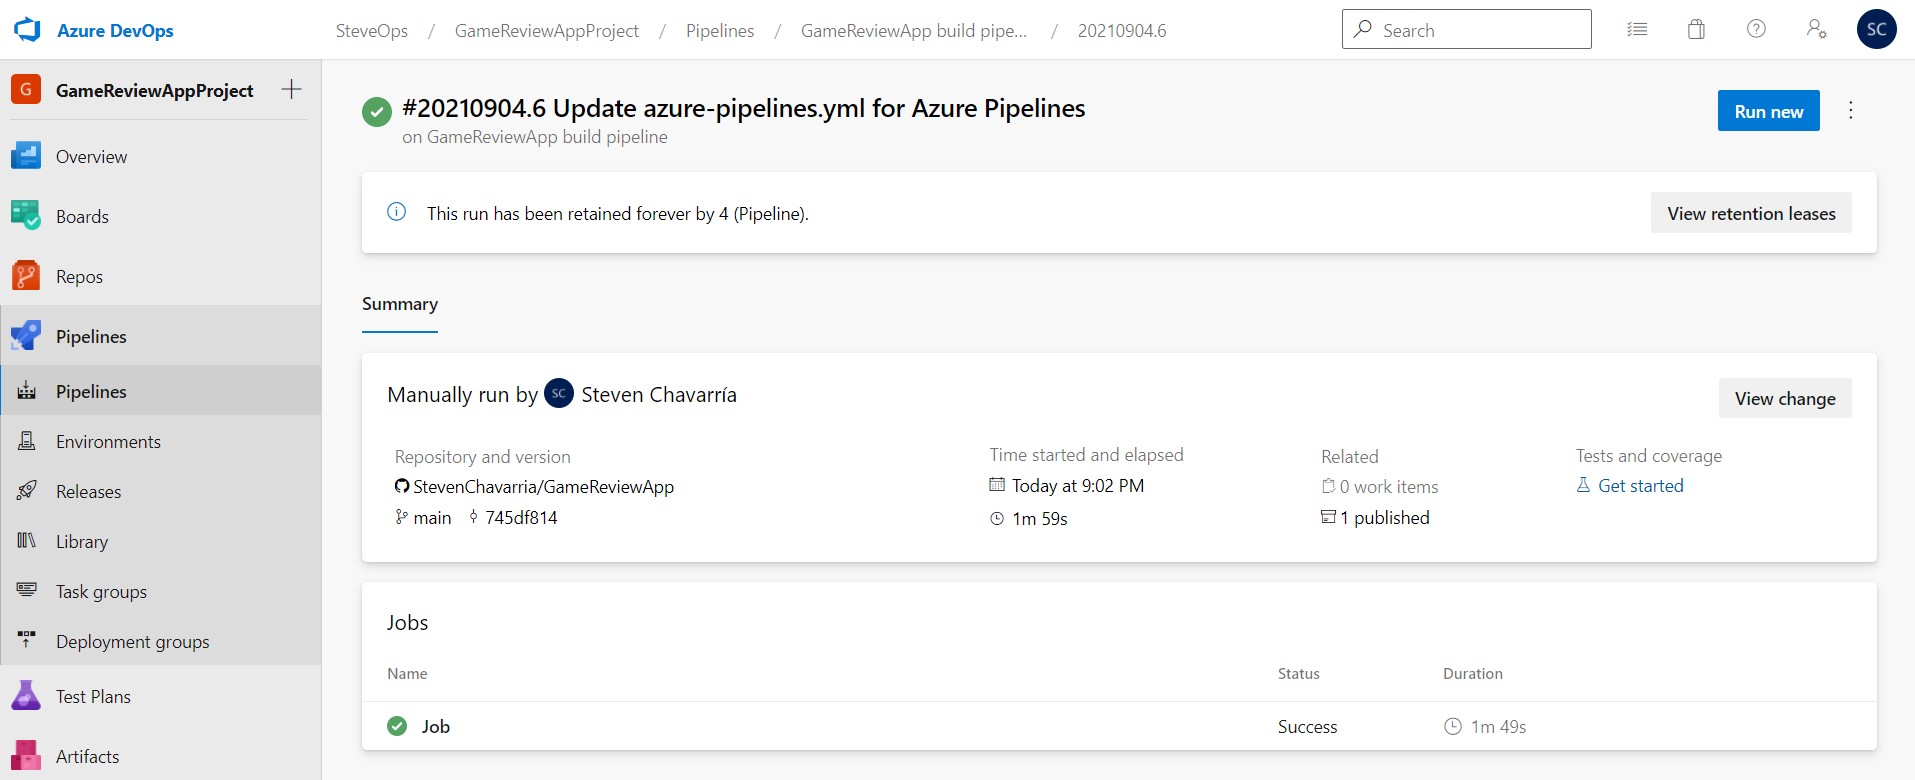 Azure DevOps
SteveOps / GameReviewAppProject / Pipelines / GameReviewApp build pipe... / 20210904.6
Search
SC
G GameReviewAppProject
Overview
Boards
Repos
Pipelines
Pipelines
Environments
Releases
Library
Task groups
Deployment groups
Test Plans
Artifacts
#20210904.6 Update azure-pipelines.yml for Azure Pipelines
on GameReviewApp build pipeline
Run new
This run has been retained forever by 4 (Pipeline).
View retention leases
Summary
Manually run by SC Steven Chavarría
View change
Repository and version
StevenChavarria/GameReviewApp
main 745df814
Time started and elapsed
Today at 9:02 PM
1m 59s
Related
0 work items
1 published
Tests and coverage
Get started
Jobs
Name Status Duration
Job Success 1m 49s